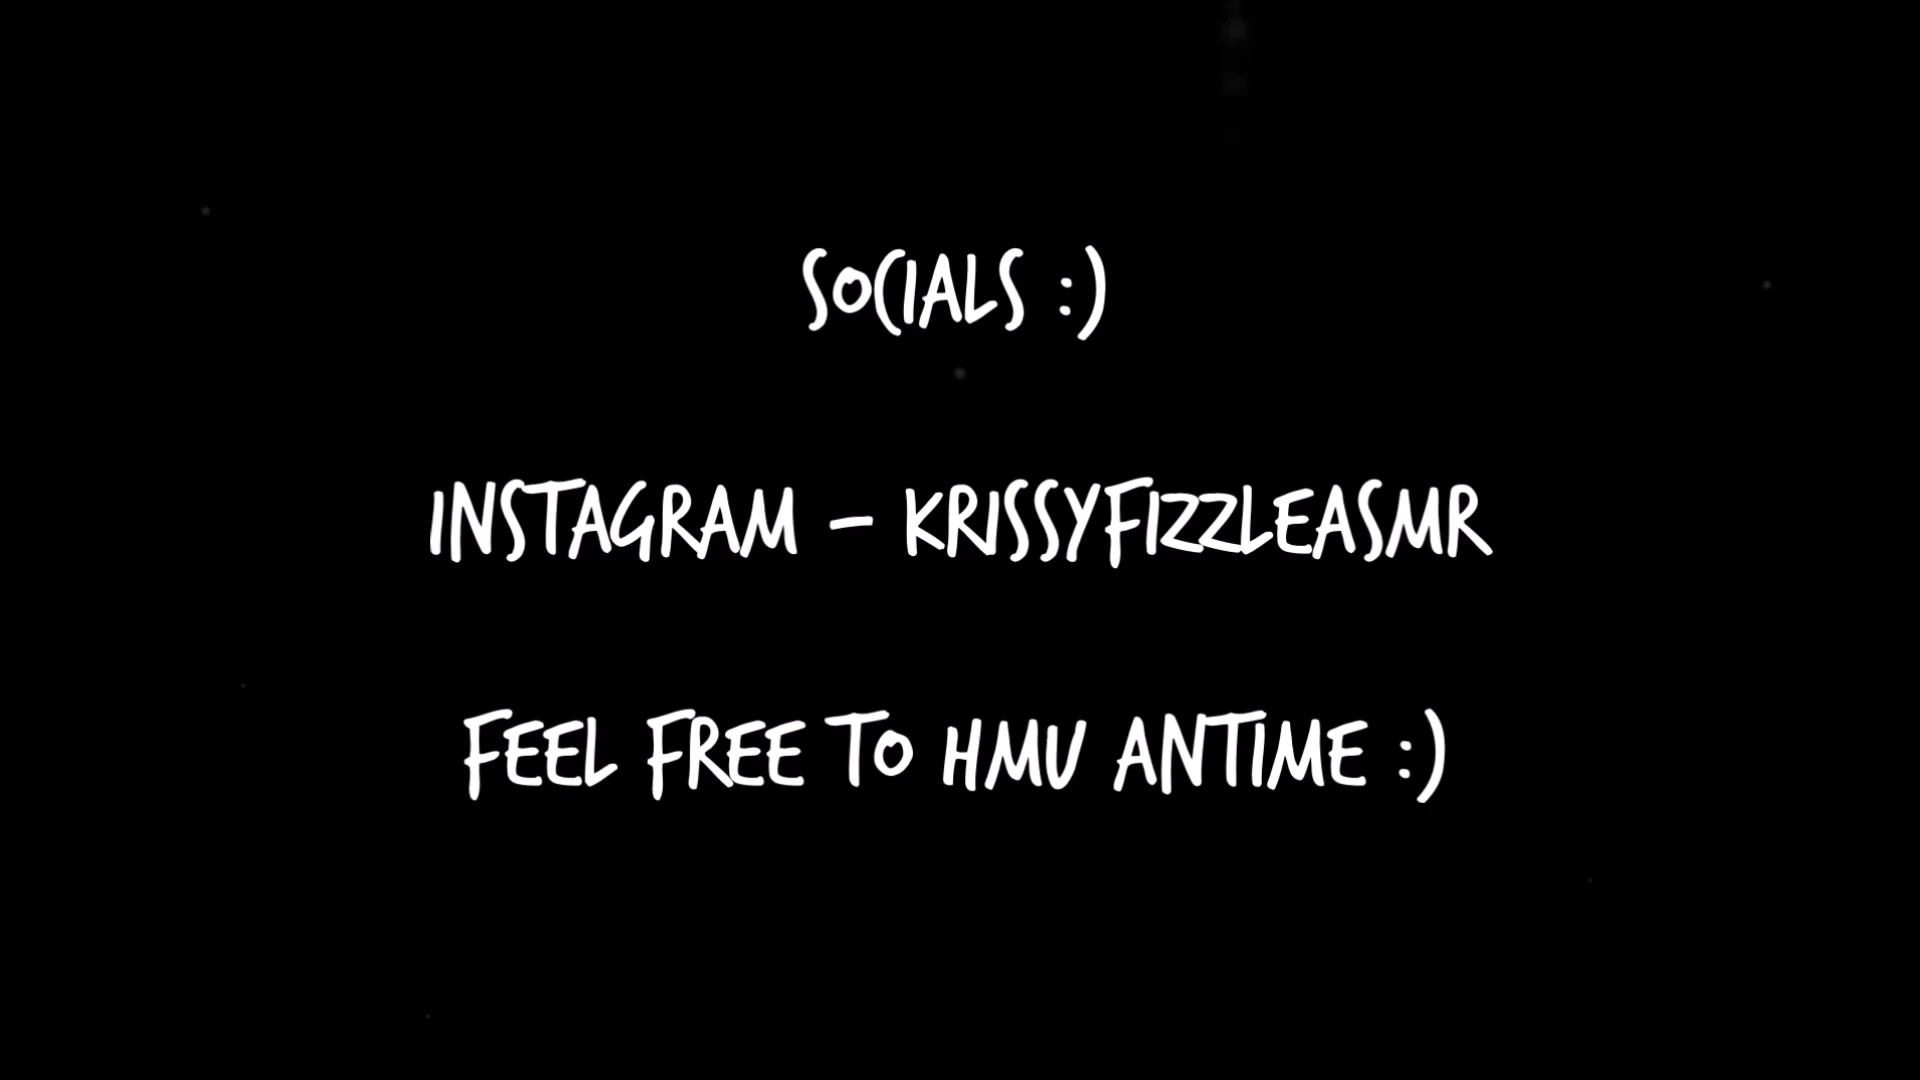 SOCIALS :)
INSTAGRAM - KRISSYFIZZLEASMR
FEEL FREE TO HMU ANTIME :)